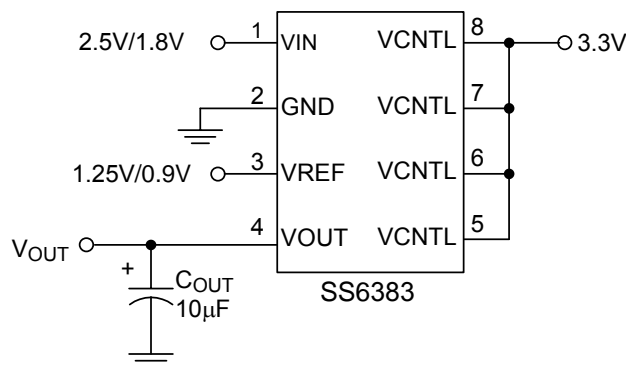 2.5V/1.8V 1 VIN VCNTL 8 3.3V
2 GND VCNTL 7
1.25V/0.9V 3 VREF VCNTL 6
VOUT 4 VOUT VCNTL 5
+ COUT
10μF
SS6383